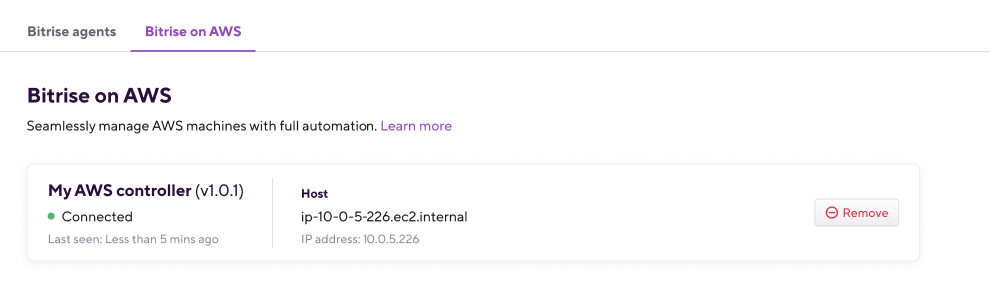 Bitrise agents
Bitrise on AWS
Bitrise on AWS
Seamlessly manage AWS machines with full automation. Learn more
My AWS controller (v1.0.1)
Connected
Last seen: Less than 5 mins ago
Host
ip-10-0-5-226.ec2.internal
IP address: 10.0.5.226
Remove